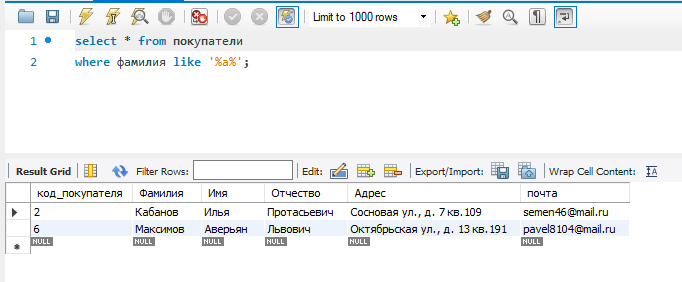 Limit to 1000 rows
1 select * from покупатели
2 where фамилия like '%а%';
Result Grid Filter Rows: Edit: Export/Import: Wrap Cell Content:
код_покупателя Фамилия Имя Отчество Адрес почта
2 Кабанов Илья Протасьевич Сосновая ул., д. 7 кв.109 semen46@mail.ru
6 Максимов Аверьян Львович Октябрьская ул., д. 13 кв.191 pavel8104@mail.ru
NULL NULL NULL NULL NULL NULL